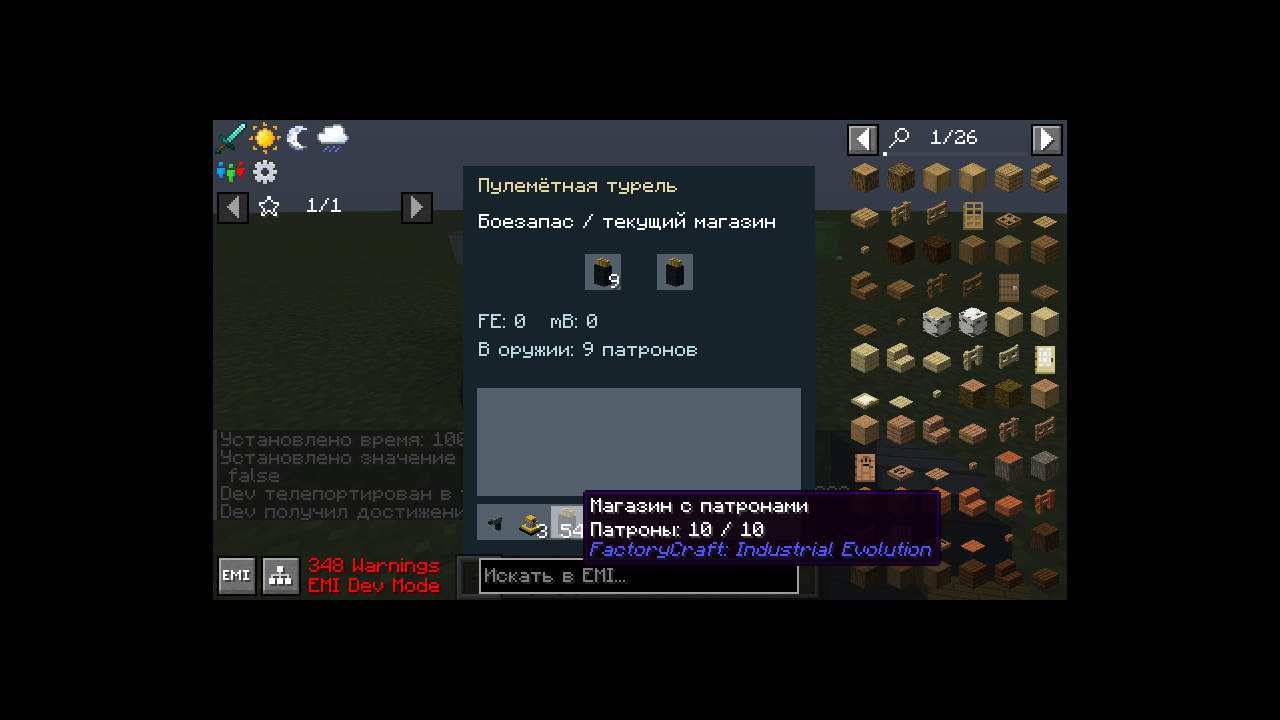 1/26
1/1
Пулемётная турель
Боезапас / текущий магазин
9
FE: 0 mB: 0
В оружии: 9 патронов
Установлено время: 100
Установлено значение
false
Dev телепортирован в
Dev получил достижени
3
54
Магазин с патронами
Патроны: 10 / 10
FactoryCraft: Industrial Evolution
EMI
348 Warnings
EMI Dev Mode
Искать в EMI...